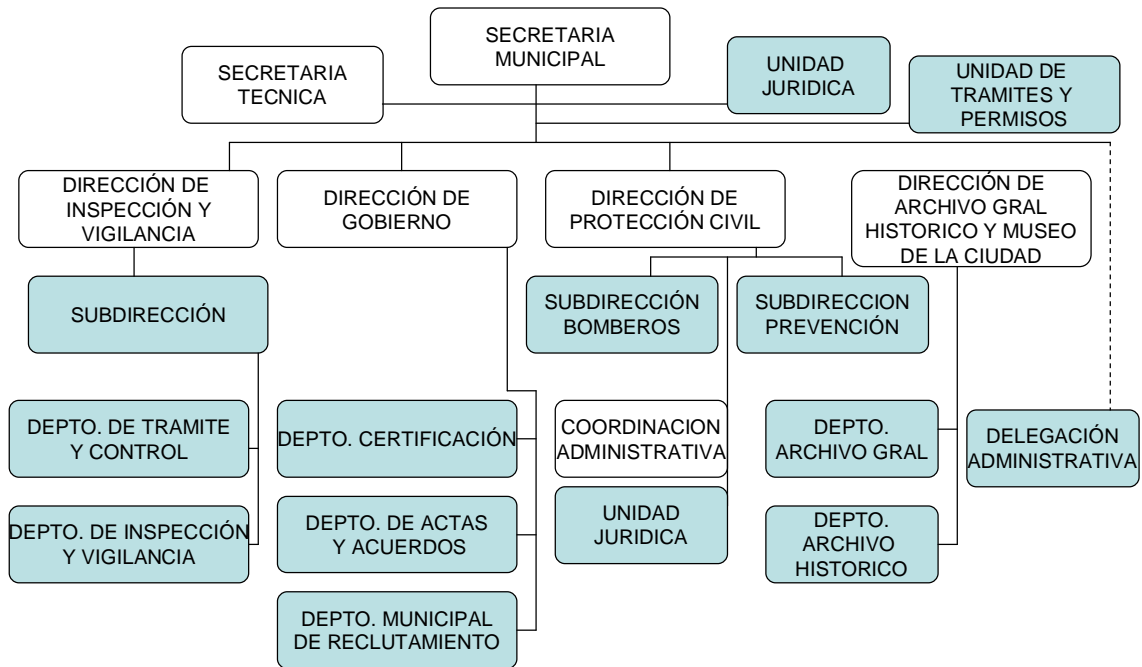 SECRETARIA
MUNICIPAL
SECRETARIA
TECNICA
UNIDAD
JURIDICA
UNIDAD DE
TRAMITES Y
PERMISOS
DIRECCIÓN DE
INSPECCIÓN Y
VIGILANCIA
DIRECCIÓN DE
GOBIERNO
DIRECCIÓN DE
PROTECCIÓN CIVIL
DIRECCIÓN DE
ARCHIVO GRAL
HISTORICO Y MUSEO
DE LA CIUDAD
SUBDIRECCIÓN
SUBDIRECCIÓN
BOMBEROS
SUBDIRECCION
PREVENCIÓN
DEPTO. DE TRAMITE
Y CONTROL
DEPTO. CERTIFICACIÓN
COORDINACION
ADMINISTRATIVA
DEPTO.
ARCHIVO GRAL
DELEGACIÓN
ADMINISTRATIVA
DEPTO. DE INSPECCIÓN
Y VIGILANCIA
DEPTO. DE ACTAS
Y ACUERDOS
UNIDAD
JURIDICA
DEPTO.
ARCHIVO
HISTORICO
DEPTO. MUNICIPAL
DE RECLUTAMIENTO